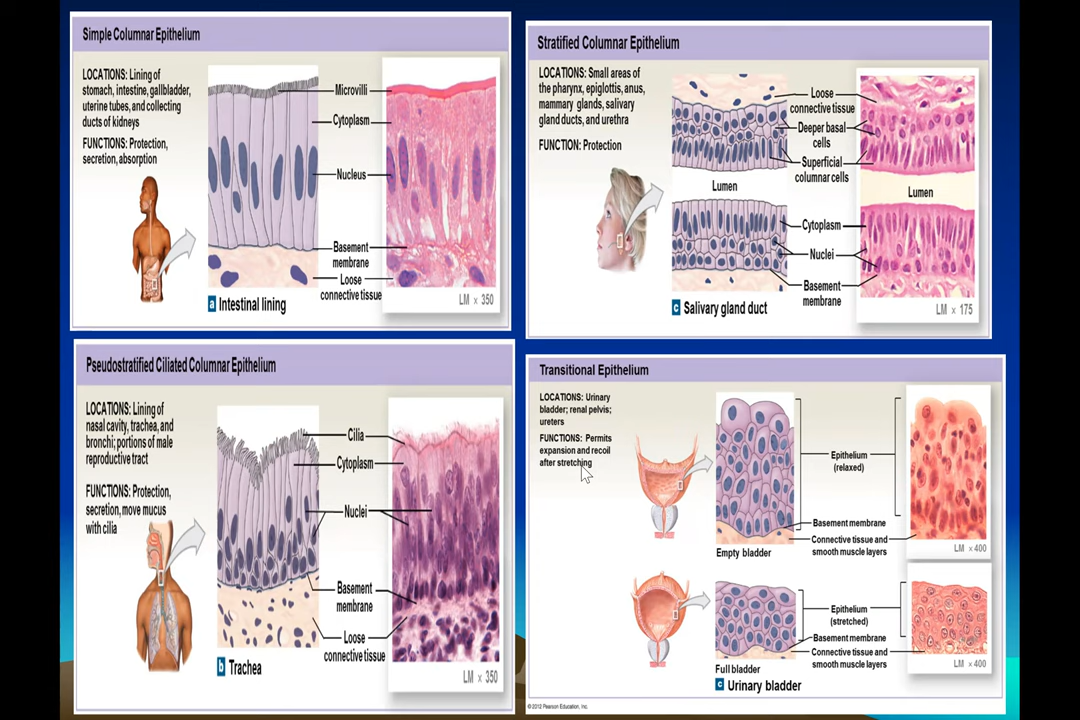 Simple Columnar Epithelium
LOCATIONS: Lining of
stomach, intestine, gallbladder,
uterine tubes, and collecting
ducts of kidneys
FUNCTIONS: Protection,
secretion, absorption
Microvilli
Cytoplasm
Nucleus
Basement
membrane
Loose
connective tissue
a Intestinal lining
LM × 350
Stratified Columnar Epithelium
LOCATIONS: Small areas of
the pharynx, epiglottis, anus,
mammary glands, salivary
gland ducts, and urethra
FUNCTION: Protection
Loose
connective tissue
Deeper basal
cells
Superficial
columnar cells
Lumen
Lumen
Cytoplasm
Nuclei
Basement
membrane
c Salivary gland duct
LM × 175
Pseudostratified Ciliated Columnar Epithelium
LOCATIONS: Lining of
nasal cavity, trachea, and
bronchi; portions of male
reproductive tract
FUNCTIONS: Protection,
secretion, move mucus
with cilia
Cilia
Cytoplasm
Nuclei
Basement
membrane
Loose
connective tissue
b Trachea
LM × 350
Transitional Epithelium
LOCATIONS: Urinary
bladder; renal pelvis;
ureters
FUNCTIONS: Permits
expansion and recoil
after stretching
Epithelium
(relaxed)
Basement membrane
Connective tissue and
smooth muscle layers
Empty bladder
LM × 400
Epithelium
(stretched)
Basement membrane
Connective tissue and
smooth muscle layers
Full bladder
LM × 400
c Urinary bladder
© 2012 Pearson Education, Inc.